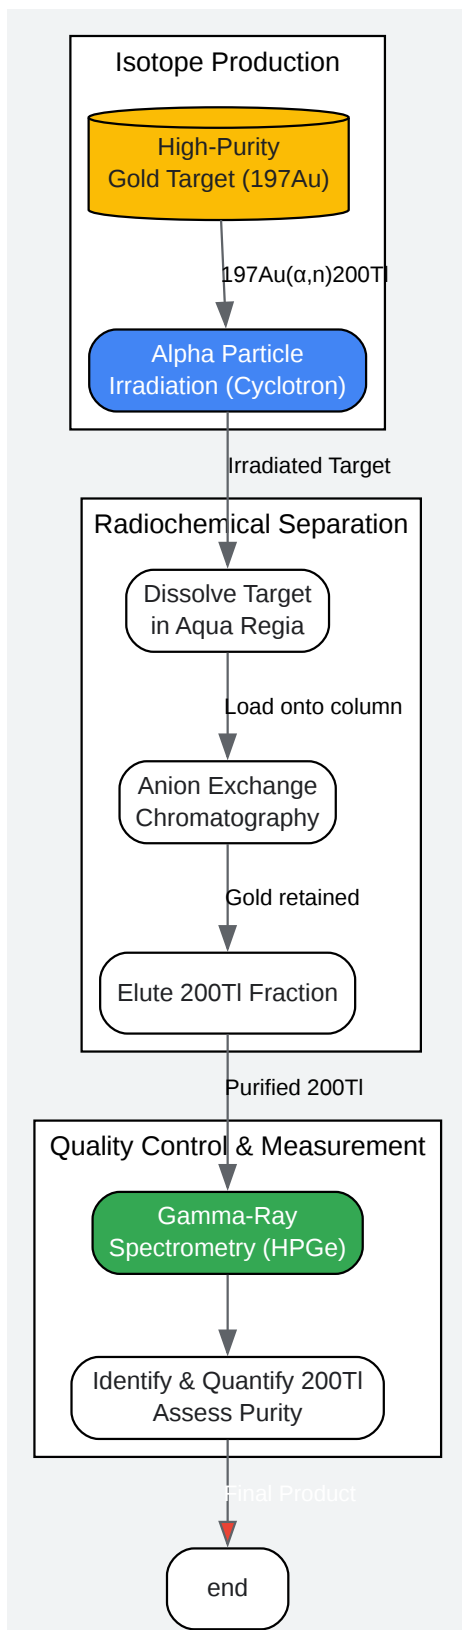 Isotope Production
High-Purity
Gold Target (197Au)
197Au(α,n)200Tl
Alpha Particle
Irradiation (Cyclotron)
Irradiated Target
Radiochemical Separation
Dissolve Target
in Aqua Regia
Load onto column
Anion Exchange
Chromatography
Gold retained
Elute 200Tl Fraction
Purified 200Tl
Quality Control & Measurement
Gamma-Ray
Spectrometry (HPGe)
Identify & Quantify 200Tl
Assess Purity
Final Product
end